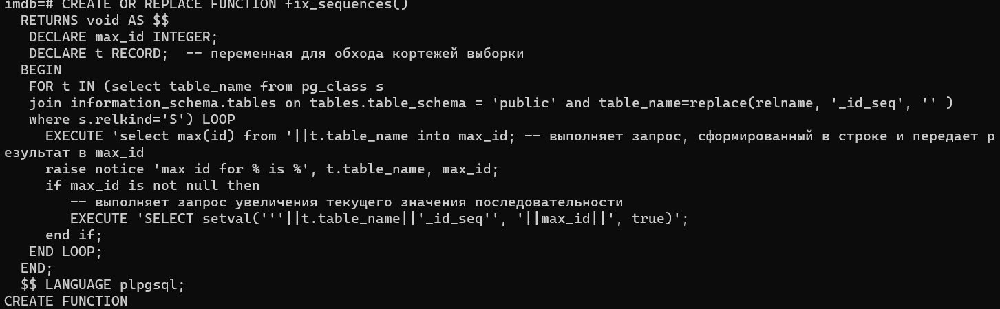 imdb=# CREATE OR REPLACE FUNCTION fix_sequences()
  RETURNS void AS $$
   DECLARE max_id INTEGER;
   DECLARE t RECORD;  -- переменная для обхода кортежей выборки
  BEGIN
   FOR t IN (select table_name from pg_class s
   join information_schema.tables on tables.table_schema = 'public' and table_name=replace(relname, '_id_seq', '' )
   where s.relkind='S') LOOP
     EXECUTE 'select max(id) from '||t.table_name into max_id; -- выполняет запрос, сформированный в строке и передает р
езультат в max_id
     raise notice 'max id for % is %', t.table_name, max_id;
     if max_id is not null then
        -- выполняет запрос увеличения текущего значения последовательности
        EXECUTE 'SELECT setval('''||t.table_name||'_id_seq'', '||max_id||', true)';
     end if;
   END LOOP;
  END;
  $$ LANGUAGE plpgsql;
CREATE FUNCTION